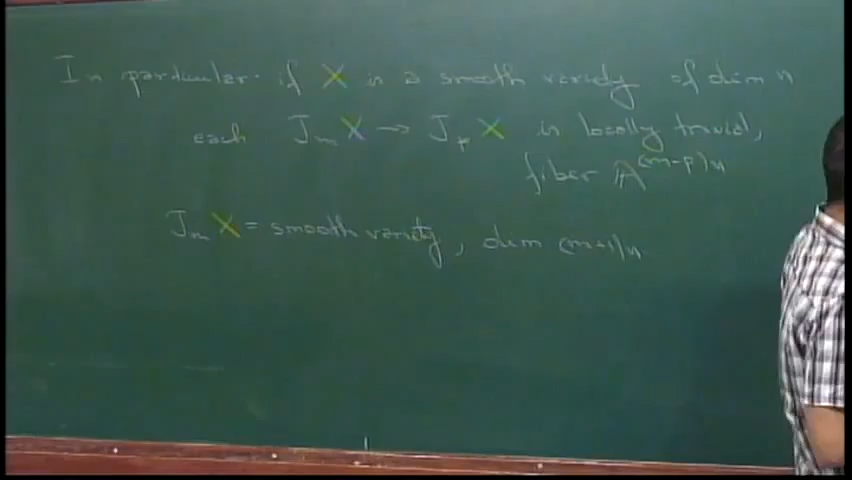 In particular if X is a smooth variety of dim n
each J_m X → J_p X is locally trivial,
fiber A^{(m-p)n}
J_m X = smooth variety, dim (m+1)n